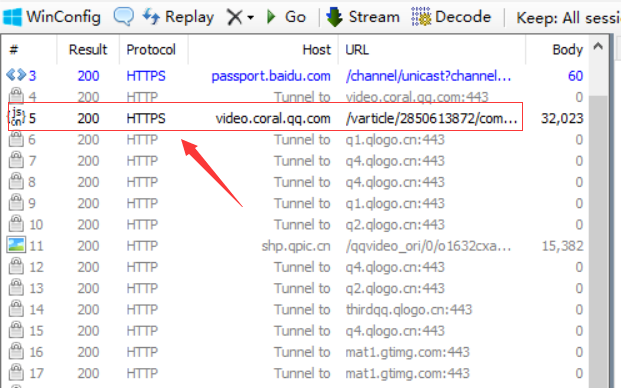 WinConfig Replay Go Stream Decode Keep: All sessi
# Result Protocol Host URL Body
3 200 HTTPS passport.baidu.com /channel/unicast?channel... 60
4 200 HTTP Tunnel to video.coral.qq.com:443 0
5 200 HTTPS video.coral.qq.com /varticle/2850613872/com... 32,023
6 200 HTTP Tunnel to q1.qlogo.cn:443 0
7 200 HTTP Tunnel to q4.qlogo.cn:443 0
8 200 HTTP Tunnel to q4.qlogo.cn:443 0
9 200 HTTP Tunnel to q1.qlogo.cn:443 0
10 200 HTTP Tunnel to q2.qlogo.cn:443 0
11 200 HTTP shp.qpic.cn /qqvideo_ori/0/o1632cxa... 15,382
12 200 HTTP Tunnel to q4.qlogo.cn:443 0
13 200 HTTP Tunnel to q2.qlogo.cn:443 0
14 200 HTTP Tunnel to thirdqq.qlogo.cn:443 0
15 200 HTTP Tunnel to q4.qlogo.cn:443 0
16 200 HTTP Tunnel to mat1.gtimg.com:443 0
17 200 HTTP Tunnel to mat1.gtimg.com:443 0